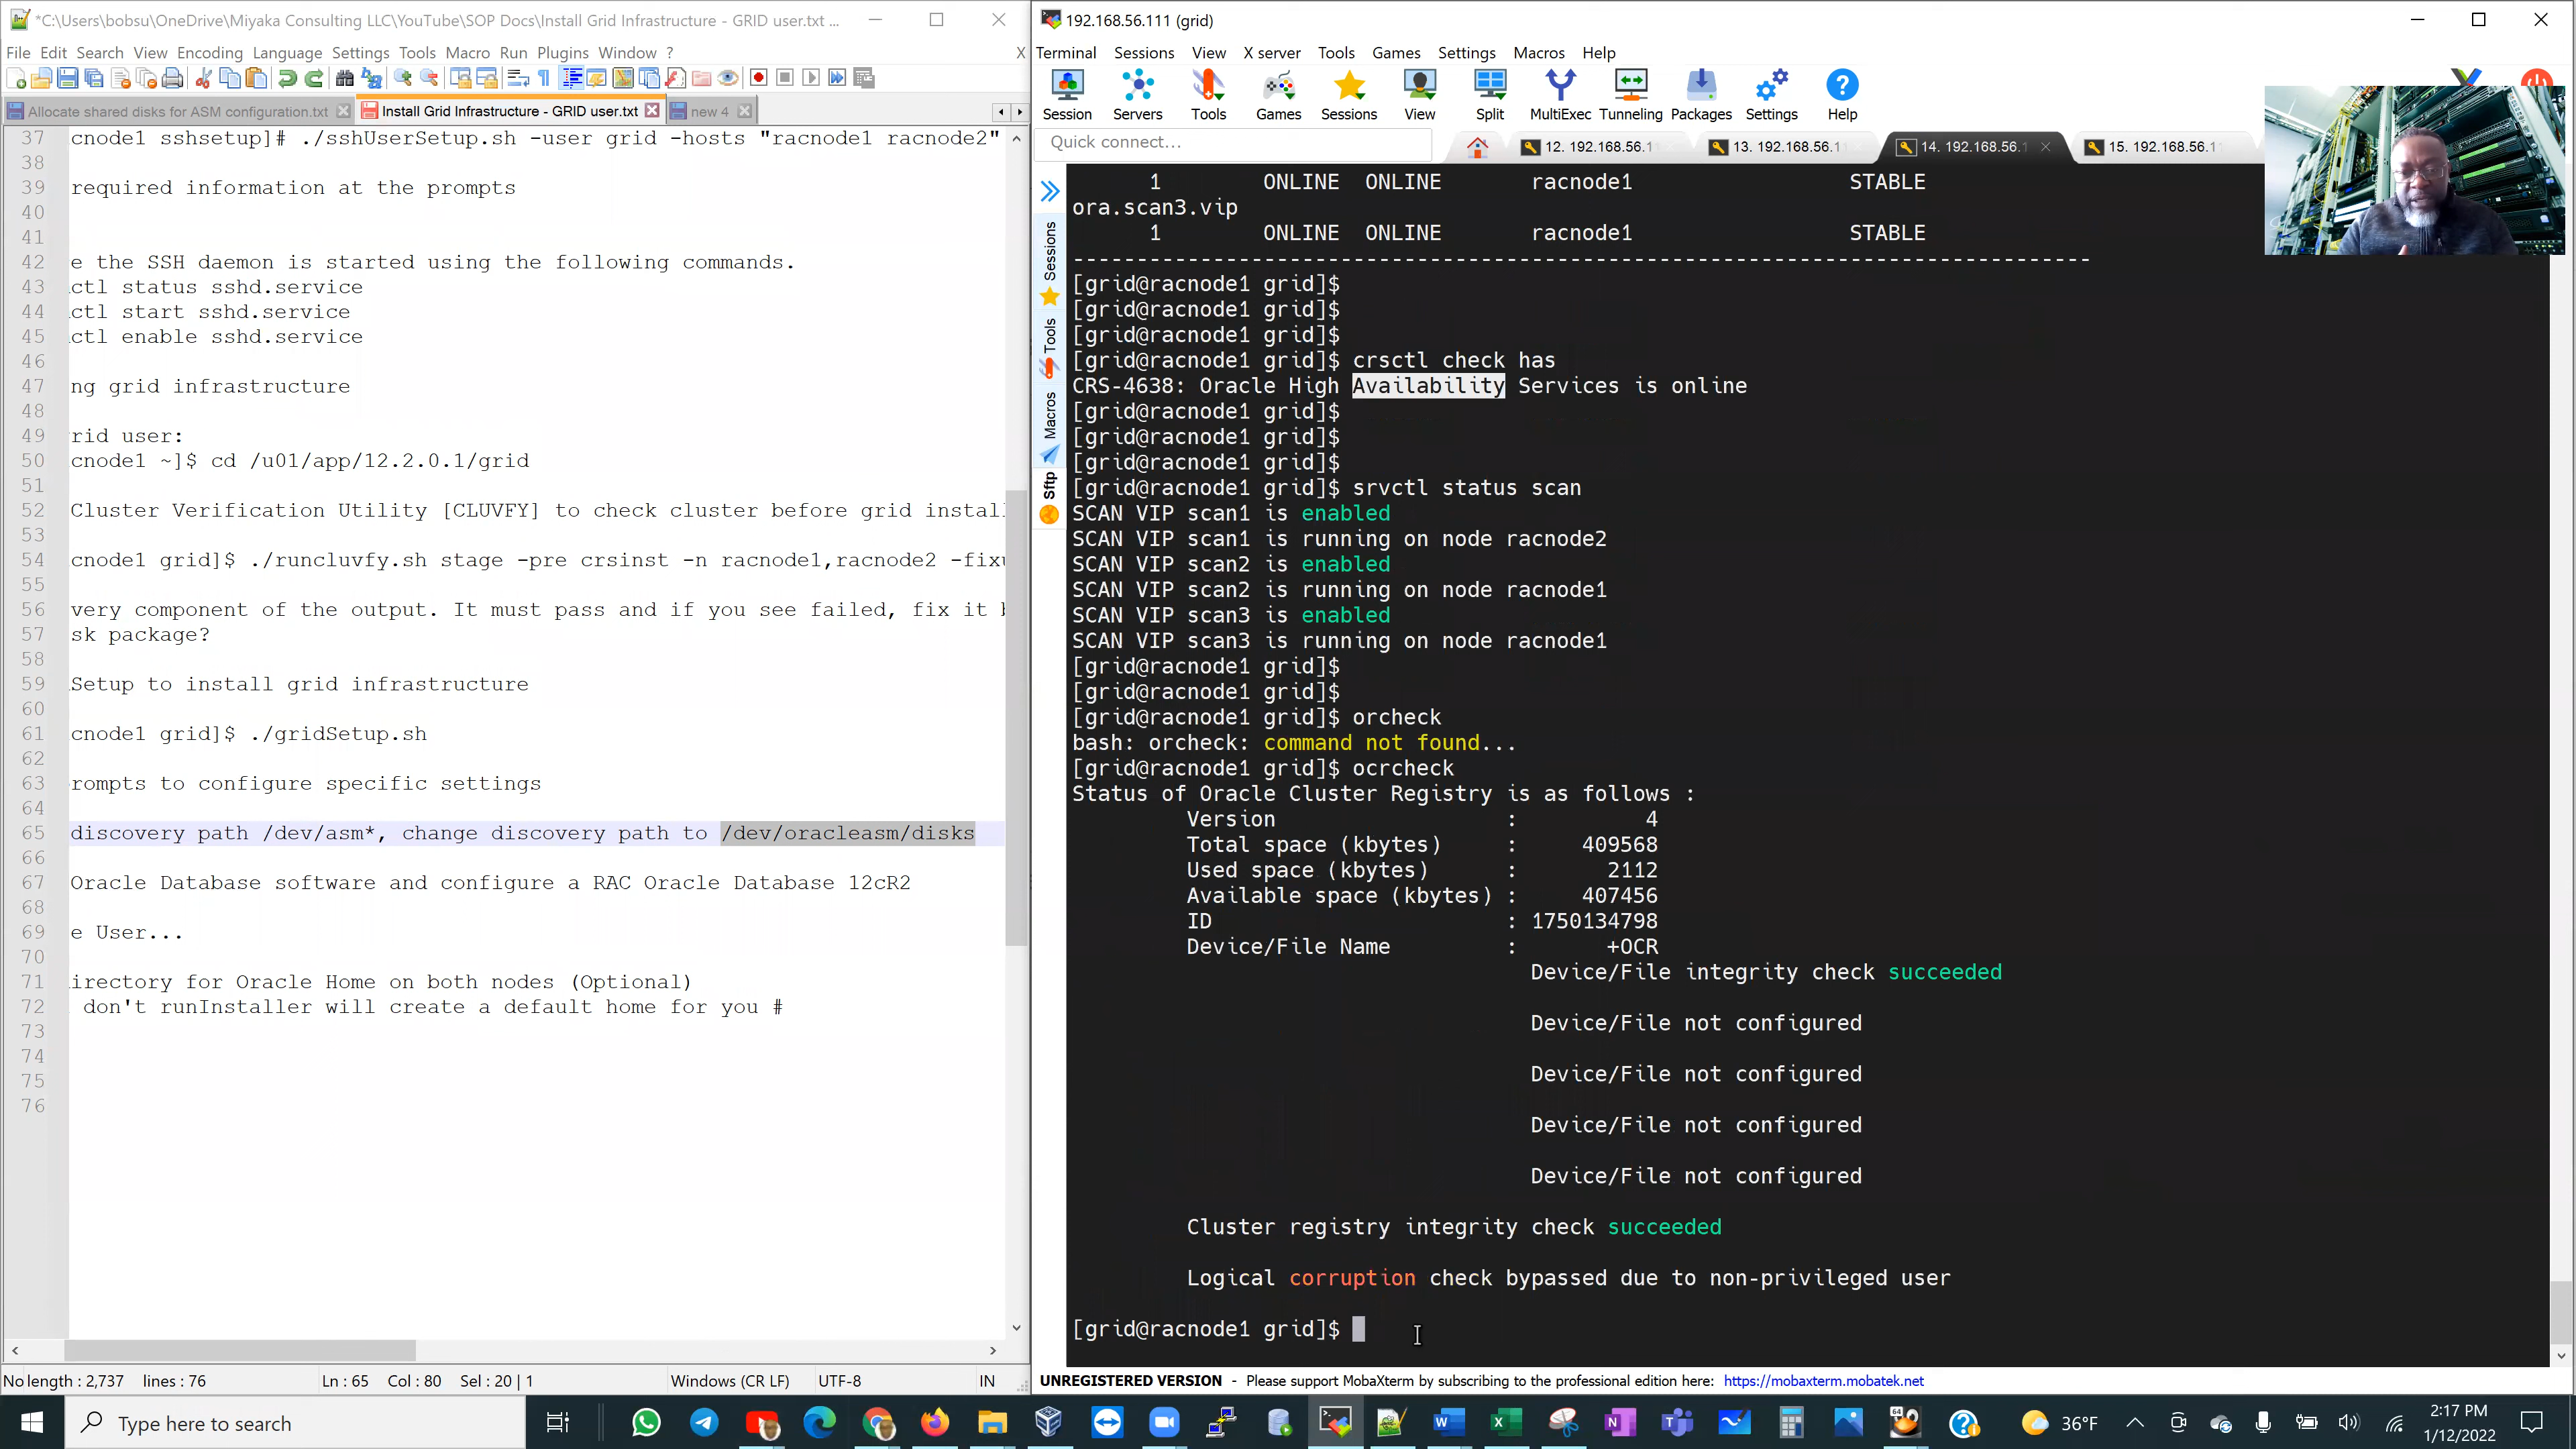 *C:\Users\bobsu\OneDrive\Miyaka Consulting LLC\YouTube\SOP Docs\Install Grid Infrastructure - GRID user.txt ...
File Edit Search View Encoding Language Settings Tools Macro Run Plugins Window ? X
Allocate shared disks for ASM configuration.txt Install Grid Infrastructure - GRID user.txt new 4
37 cnode1 sshsetup]# ./sshUserSetup.sh -user grid -hosts "racnode1 racnode2"
38
39 required information at the prompts
40
41
42 e the SSH daemon is started using the following commands.
43 ctl status sshd.service
44 ctl start sshd.service
45 ctl enable sshd.service
46
47 ng grid infrastructure
48
49 rid user:
50 cnode1 ~]$ cd /u01/app/12.2.0.1/grid
51
52 Cluster Verification Utility [CLUVFY] to check cluster before grid instal
53
54 cnode1 grid]$ ./runcluvfy.sh stage -pre crsinst -n racnode1,racnode2 -fix
55
56 very component of the output. It must pass and if you see failed, fix it
57 sk package?
58
59 Setup to install grid infrastructure
60
61 cnode1 grid]$ ./gridSetup.sh
62
63 rompts to configure specific settings
64
65 discovery path /dev/asm*, change discovery path to /dev/oracleasm/disks
66
67 Oracle Database software and configure a RAC Oracle Database 12cR2
68
69 e User...
70
71 irectory for Oracle Home on both nodes (Optional)
72 don't runInstaller will create a default home for you #
73
74
75
76
No length : 2,737 lines : 76 Ln : 65 Col : 80 Sel : 20 | 1 Windows (CR LF) UTF-8 IN
192.168.56.111 (grid)
Terminal Sessions View X server Tools Games Settings Macros Help
Session Servers Tools Games Sessions View Split MultiExec Tunneling Packages Settings Help
Quick connect...
12. 192.168.56.1 13. 192.168.56.1 14. 192.168.56.1 15. 192.168.56.1
Sessions
Tools
Macros
Sftp
1 ONLINE ONLINE racnode1 STABLE
ora.scan3.vip
1 ONLINE ONLINE racnode1 STABLE
--------------------------------------------------------------------------------
[grid@racnode1 grid]$
[grid@racnode1 grid]$
[grid@racnode1 grid]$
[grid@racnode1 grid]$ crsctl check has
CRS-4638: Oracle High Availability Services is online
[grid@racnode1 grid]$
[grid@racnode1 grid]$
[grid@racnode1 grid]$
[grid@racnode1 grid]$ srvctl status scan
SCAN VIP scan1 is enabled
SCAN VIP scan1 is running on node racnode2
SCAN VIP scan2 is enabled
SCAN VIP scan2 is running on node racnode1
SCAN VIP scan3 is enabled
SCAN VIP scan3 is running on node racnode1
[grid@racnode1 grid]$
[grid@racnode1 grid]$
[grid@racnode1 grid]$ orcheck
bash: orcheck: command not found...
[grid@racnode1 grid]$ ocrcheck
Status of Oracle Cluster Registry is as follows :
Version : 4
Total space (kbytes) : 409568
Used space (kbytes) : 2112
Available space (kbytes) : 407456
ID : 1750134798
Device/File Name : +OCR
Device/File integrity check succeeded
Device/File not configured
Device/File not configured
Device/File not configured
Device/File not configured
Cluster registry integrity check succeeded
Logical corruption check bypassed due to non-privileged user
[grid@racnode1 grid]$
UNREGISTERED VERSION - Please support MobaXterm by subscribing to the professional edition here: https://mobaxterm.mobatek.net
Type here to search
36°F
2:17 PM
1/12/2022